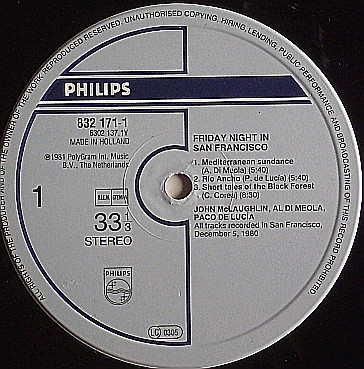 ALL RIGHTS OF THE PRODUCER AND OF THE OWNER OF THE WORK REPRODUCED RESERVED. UNAUTHORISED COPYING, HIRING, LENDING, PUBLIC PERFORMANCE AND BROADCASTING OF THIS RECORD PROHIBITED
PHILIPS
832 171-1
6302 137.1Y
MADE IN HOLLAND
℗1981 PolyGram Int. Music
B.V., The Netherlands
1
33 1/3
STEREO
FRIDAY NIGHT IN
SAN FRANCISCO
1. Mediterranean sundance
(A. Di Meola) (5:40)
2. Rio Ancho (P. de Lucia) (5:40)
3. Short tales of the Black Forest
(C. Corea) (8:30)
JOHN McLAUGHLIN, AL DI MEOLA,
PACO DE LUCIA
All tracks recorded in San Francisco,
December 5, 1980
PHILIPS
LC 0305